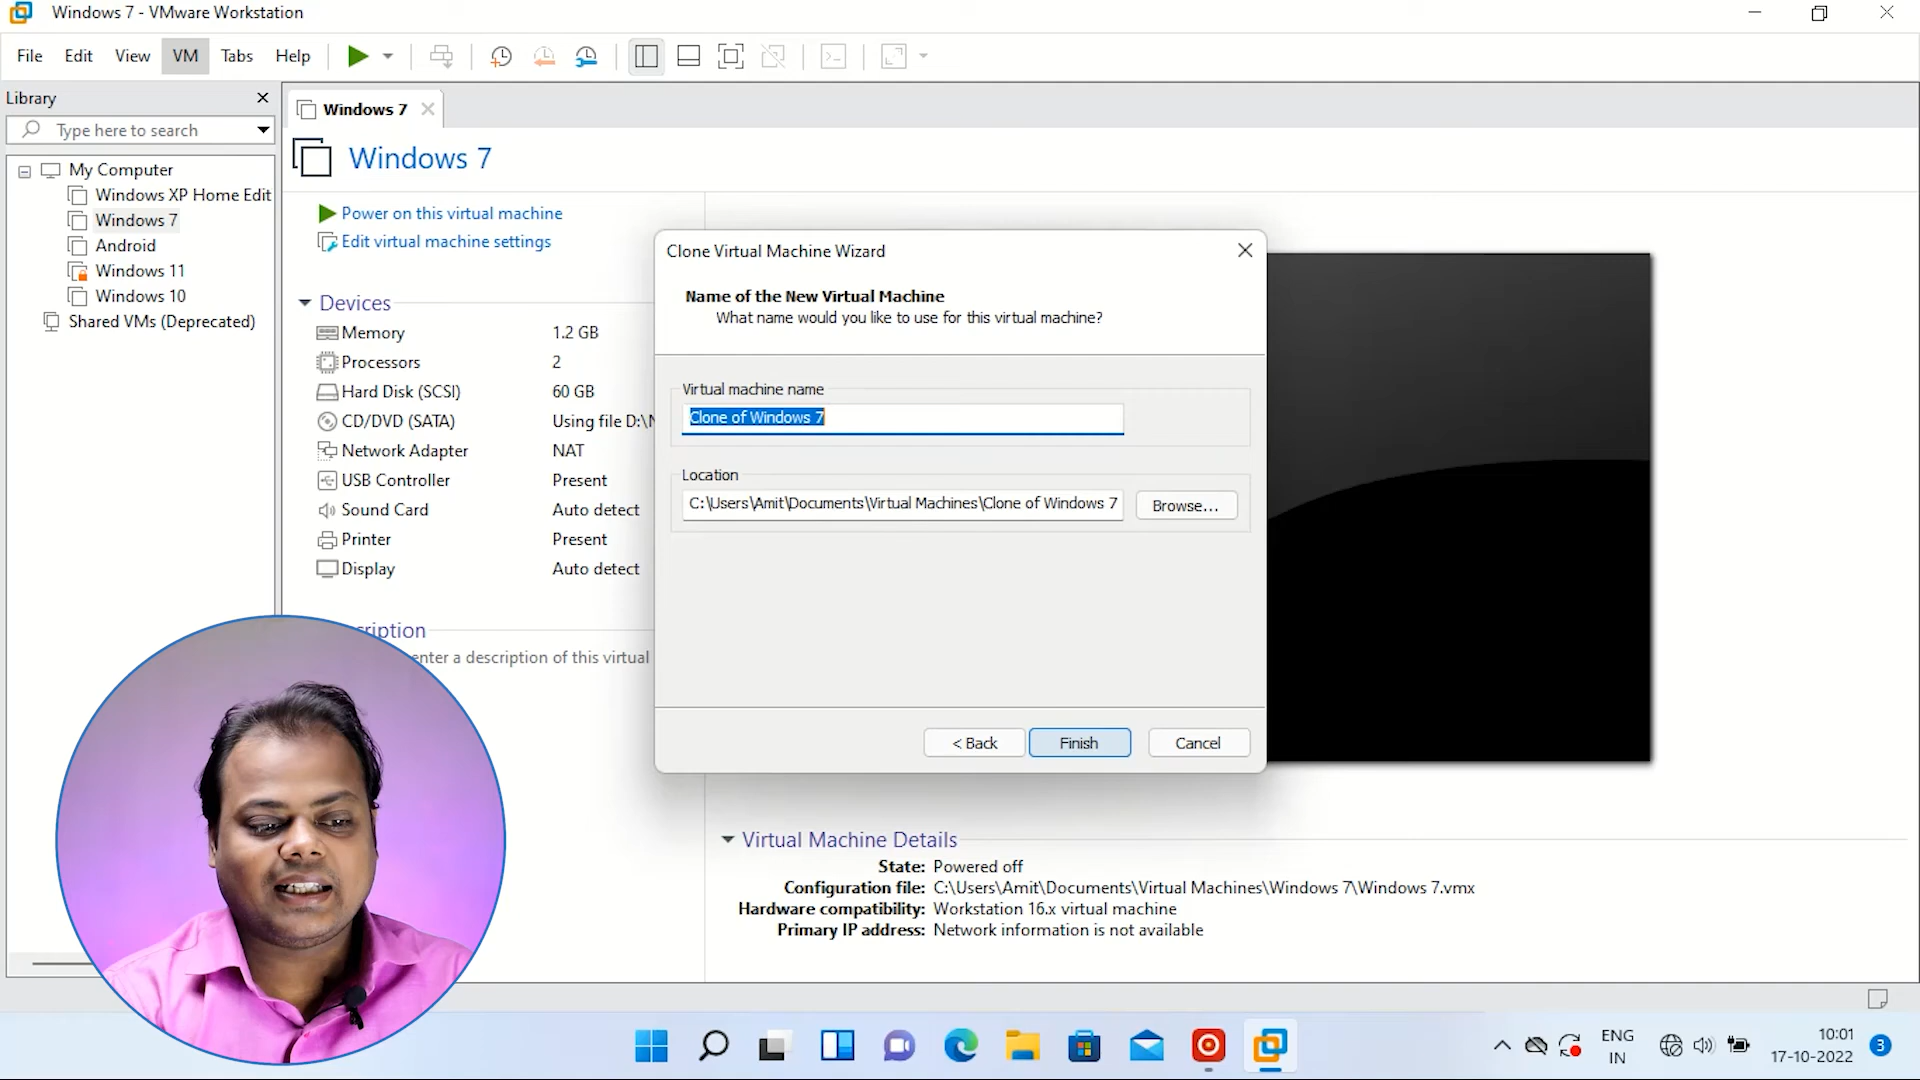 Windows 7 - VMware Workstation
File Edit View VM Tabs Help
Library
Type here to search
My Computer
Windows XP Home Edit
Windows 7
Android
Windows 11
Windows 10
Shared VMs (Deprecated)
Windows 7
Windows 7
Power on this virtual machine
Edit virtual machine settings
Devices
Memory 1.2 GB
Processors 2
Hard Disk (SCSI) 60 GB
CD/DVD (SATA) Using file D:\
Network Adapter NAT
USB Controller Present
Sound Card Auto detect
Printer Present
Display Auto detect
cription
enter a description of this virtual
Clone Virtual Machine Wizard
Name of the New Virtual Machine
What name would you like to use for this virtual machine?
Virtual machine name
Clone of Windows 7
Location
C:\Users\Amit\Documents\Virtual Machines\Clone of Windows 7
Browse...
< Back Finish Cancel
Virtual Machine Details
State: Powered off
Configuration file: C:\Users\Amit\Documents\Virtual Machines\Windows 7\Windows 7.vmx
Hardware compatibility: Workstation 16.x virtual machine
Primary IP address: Network information is not available
ENG
IN
10:01
17-10-2022
3